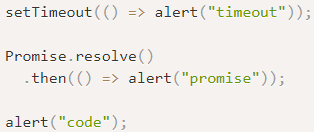 setTimeout(() => alert("timeout"));
Promise.resolve()
  .then(() => alert("promise"));
alert("code");